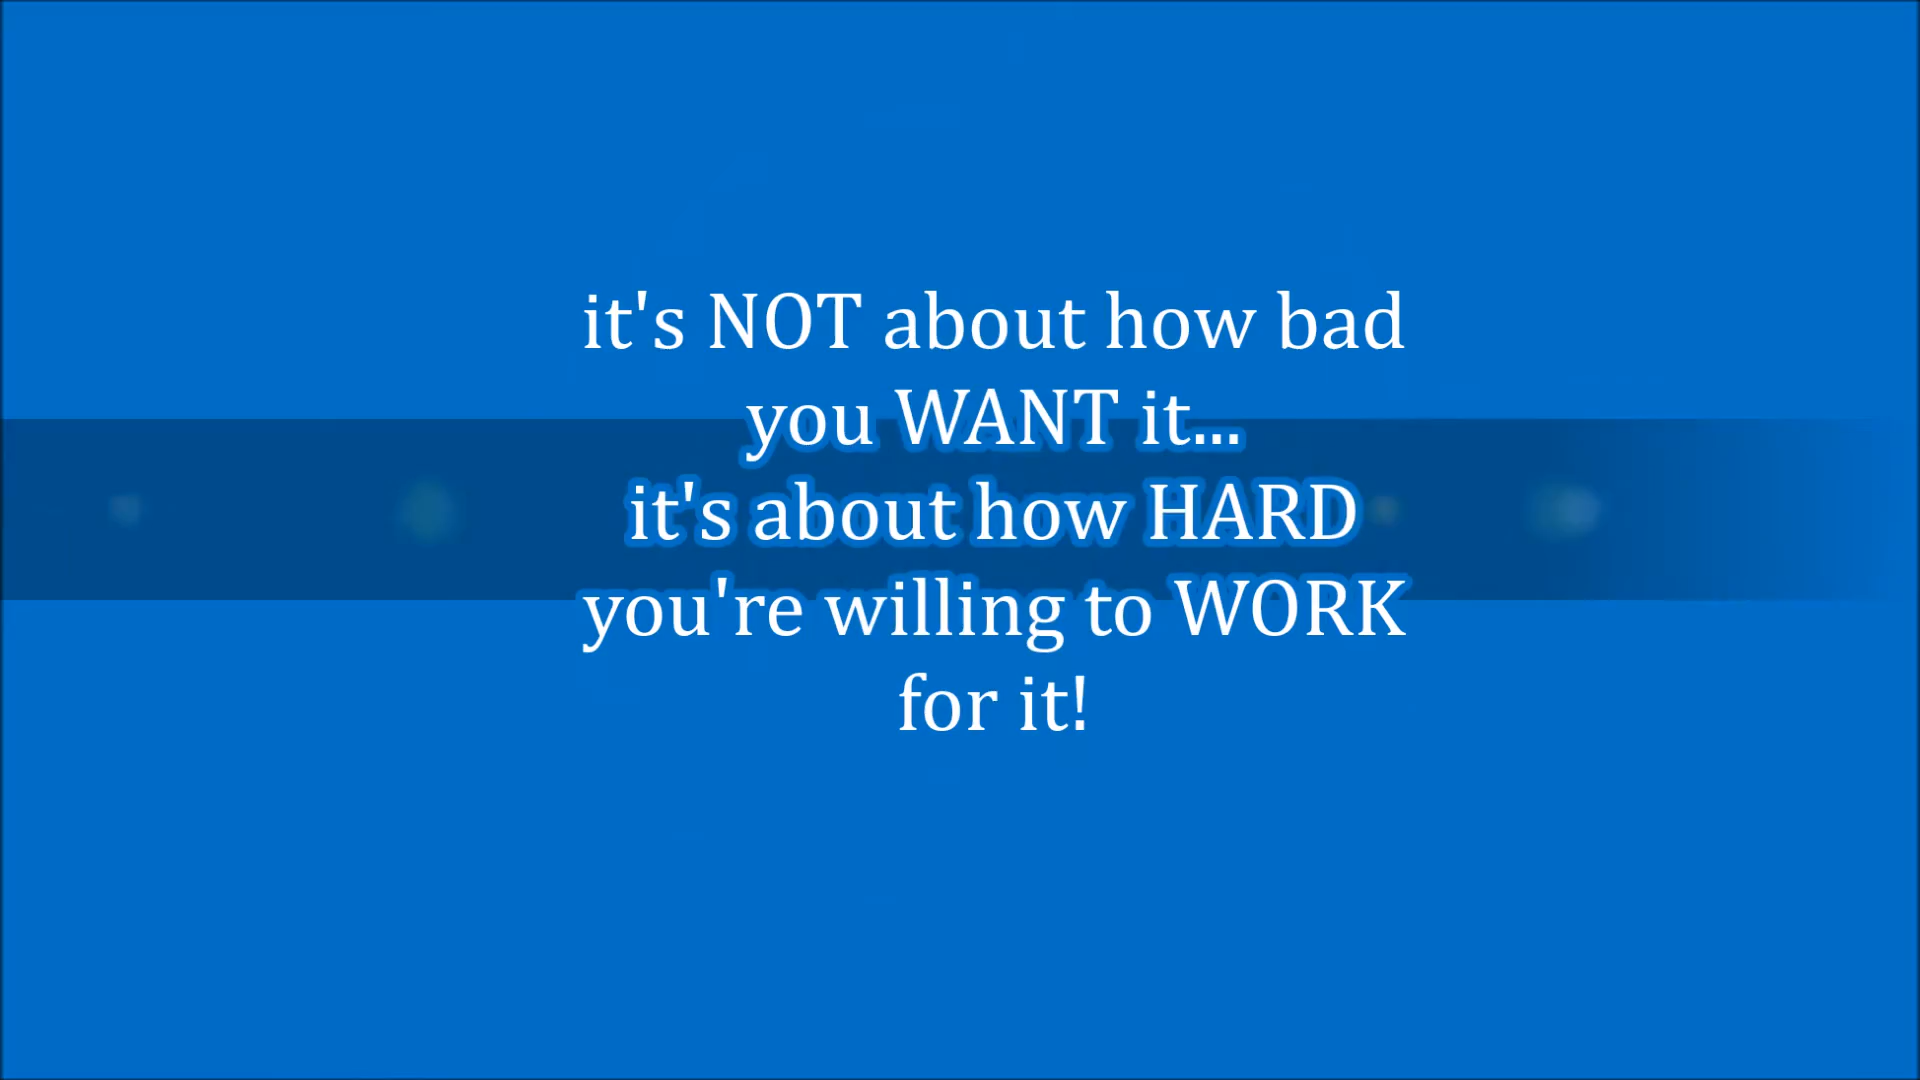 it's NOT about how bad
you WANT it...
it's about how HARD
you're willing to WORK
for it!